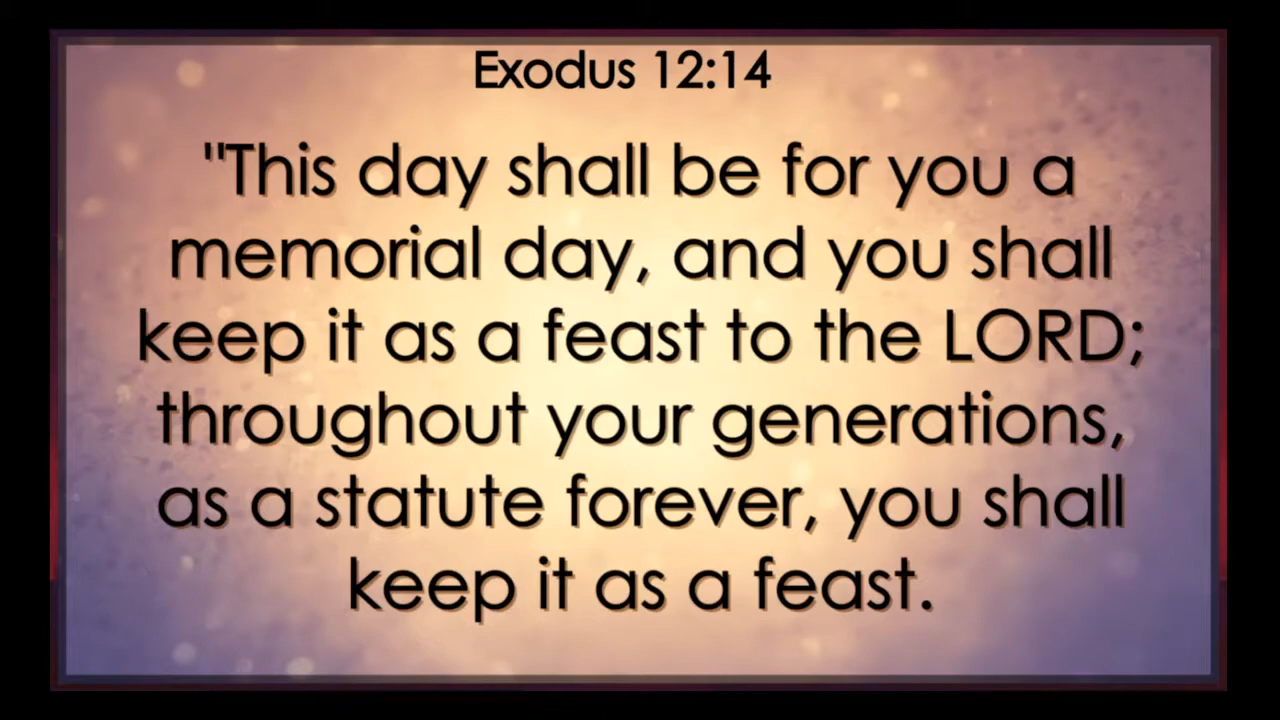 Exodus 12:14
"This day shall be for you a
memorial day, and you shall
keep it as a feast to the LORD;
throughout your generations,
as a statute forever, you shall
keep it as a feast.